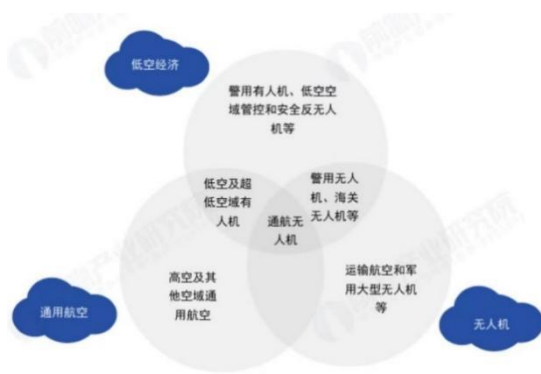 低空经济
警用有人机、低空空
域管控和安全反无人
机等
低空及超
低空域有
人机
警用无人
机、海关
无人机等
通航无
人机
高空及其
他空域通
用航空
运输航空和军
用大型无人机
等
通用航空
无人机